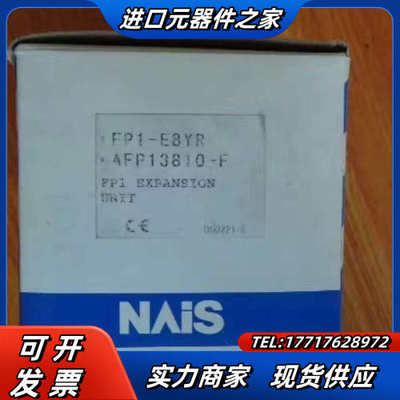 进口元器件之家
FP1-E8YR
AFP13810-F
FP1 EXPANSION
UNIT
CE
NAiS
可开
发票
TEL:17717628972
实力商家 现货供应